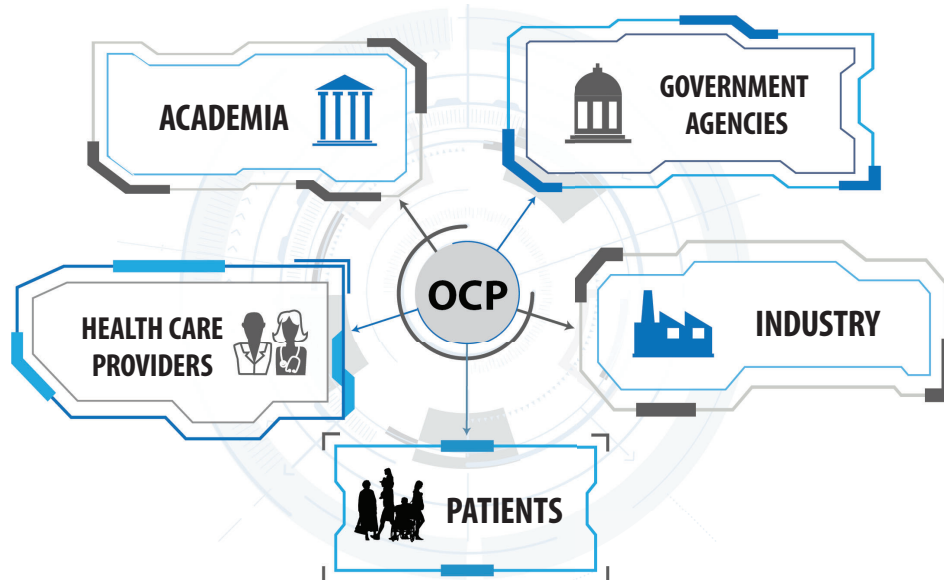 ACADEMIA
GOVERNMENT
AGENCIES
OCP
HEALTH CARE
PROVIDERS
INDUSTRY
PATIENTS